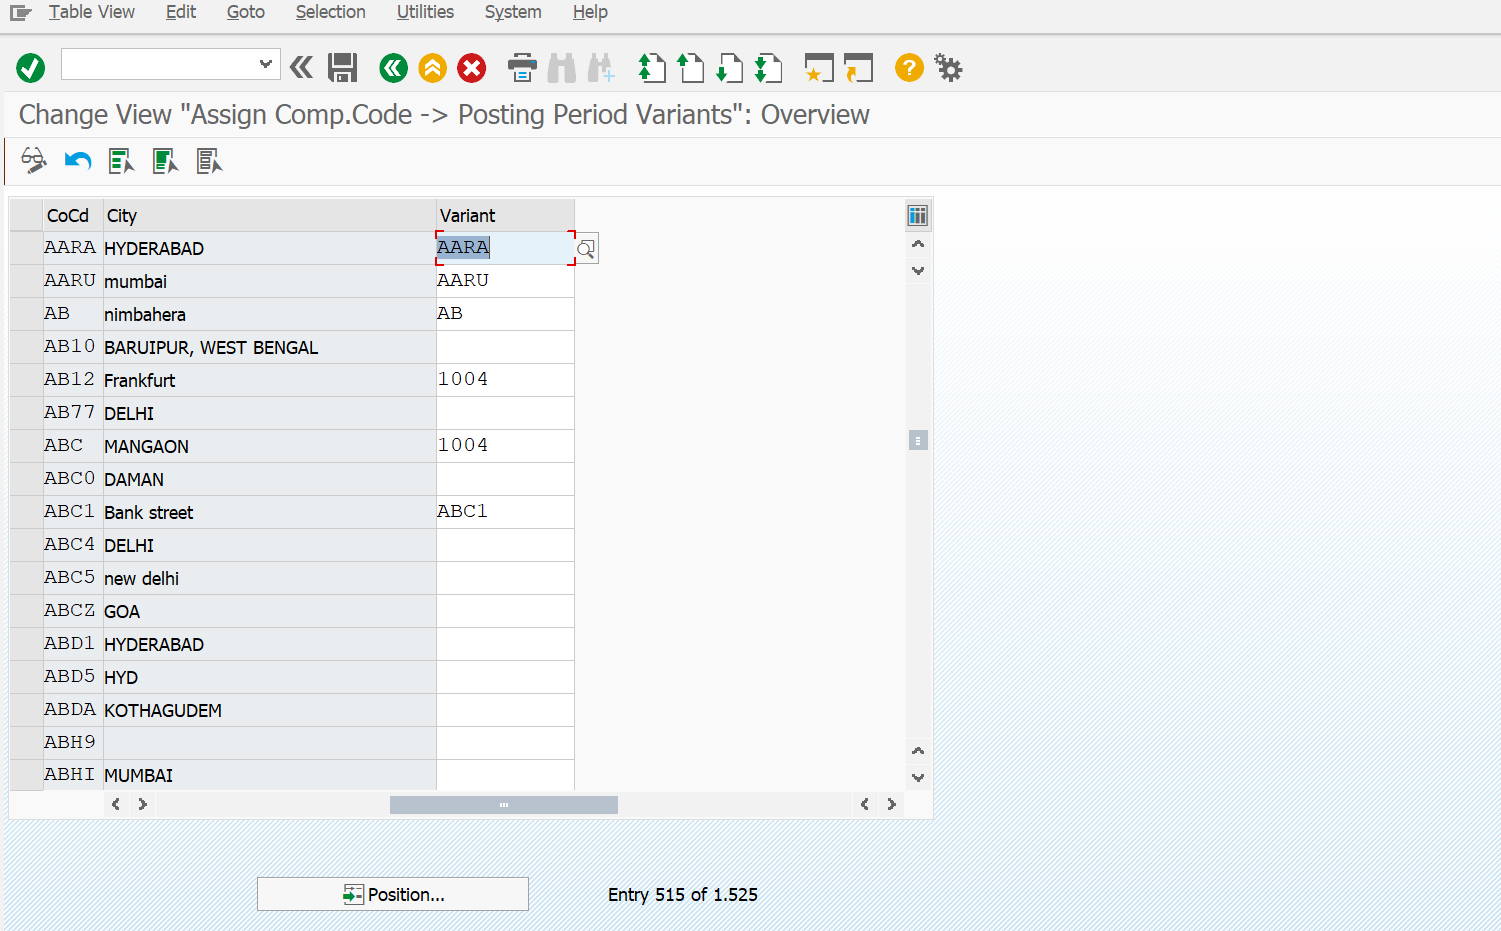 Table View Edit Goto Selection Utilities System Help
Change View "Assign Comp.Code -> Posting Period Variants": Overview
CoCd City Variant
AARA HYDERABAD AARA
AARU mumbai AARU
AB nimbahera AB
AB10 BARUIPUR, WEST BENGAL
AB12 Frankfurt 1004
AB77 DELHI
ABC MANGAON 1004
ABC0 DAMAN
ABC1 Bank street ABC1
ABC4 DELHI
ABC5 new delhi
ABCZ GOA
ABD1 HYDERABAD
ABD5 HYD
ABDA KOTHAGUDEM
ABH9
ABHI MUMBAI
Position... Entry 515 of 1.525